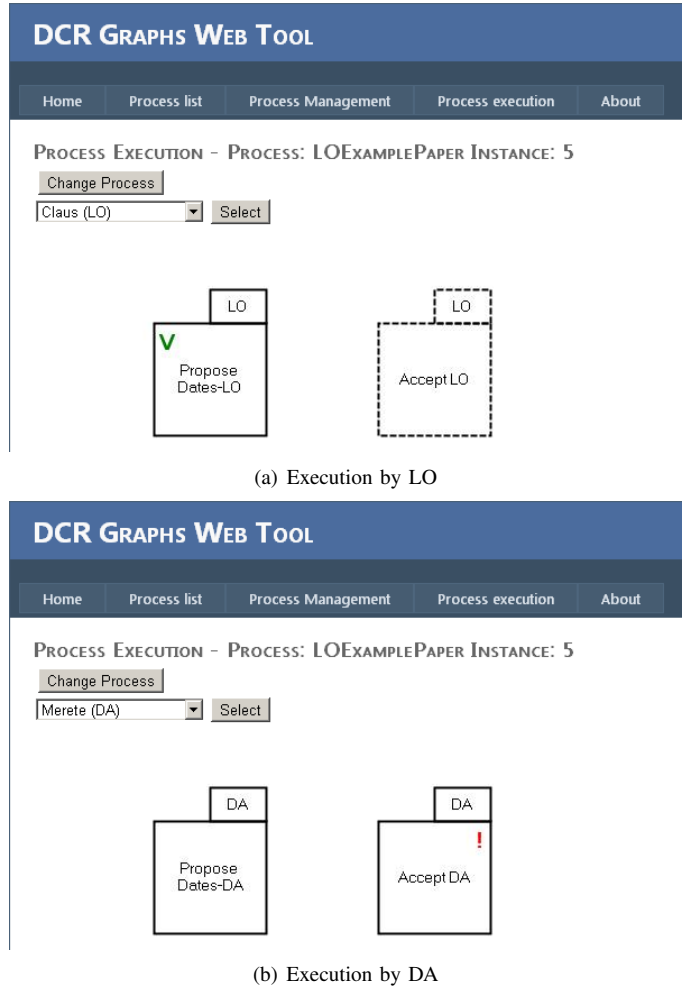 DCR GRAPHS WEB TOOL
Home Process list Process Management Process execution About
PROCESS EXECUTION - PROCESS: LOEXAMPLEPAPER INSTANCE: 5
Change Process
Claus (LO) Select
LO LO
V
Propose
Dates-LO
Accept LO
(a) Execution by LO
DCR GRAPHS WEB TOOL
Home Process list Process Management Process execution About
PROCESS EXECUTION - PROCESS: LOEXAMPLEPAPER INSTANCE: 5
Change Process
Merete (DA) Select
DA DA
!
Propose
Dates-DA
Accept DA
(b) Execution by DA